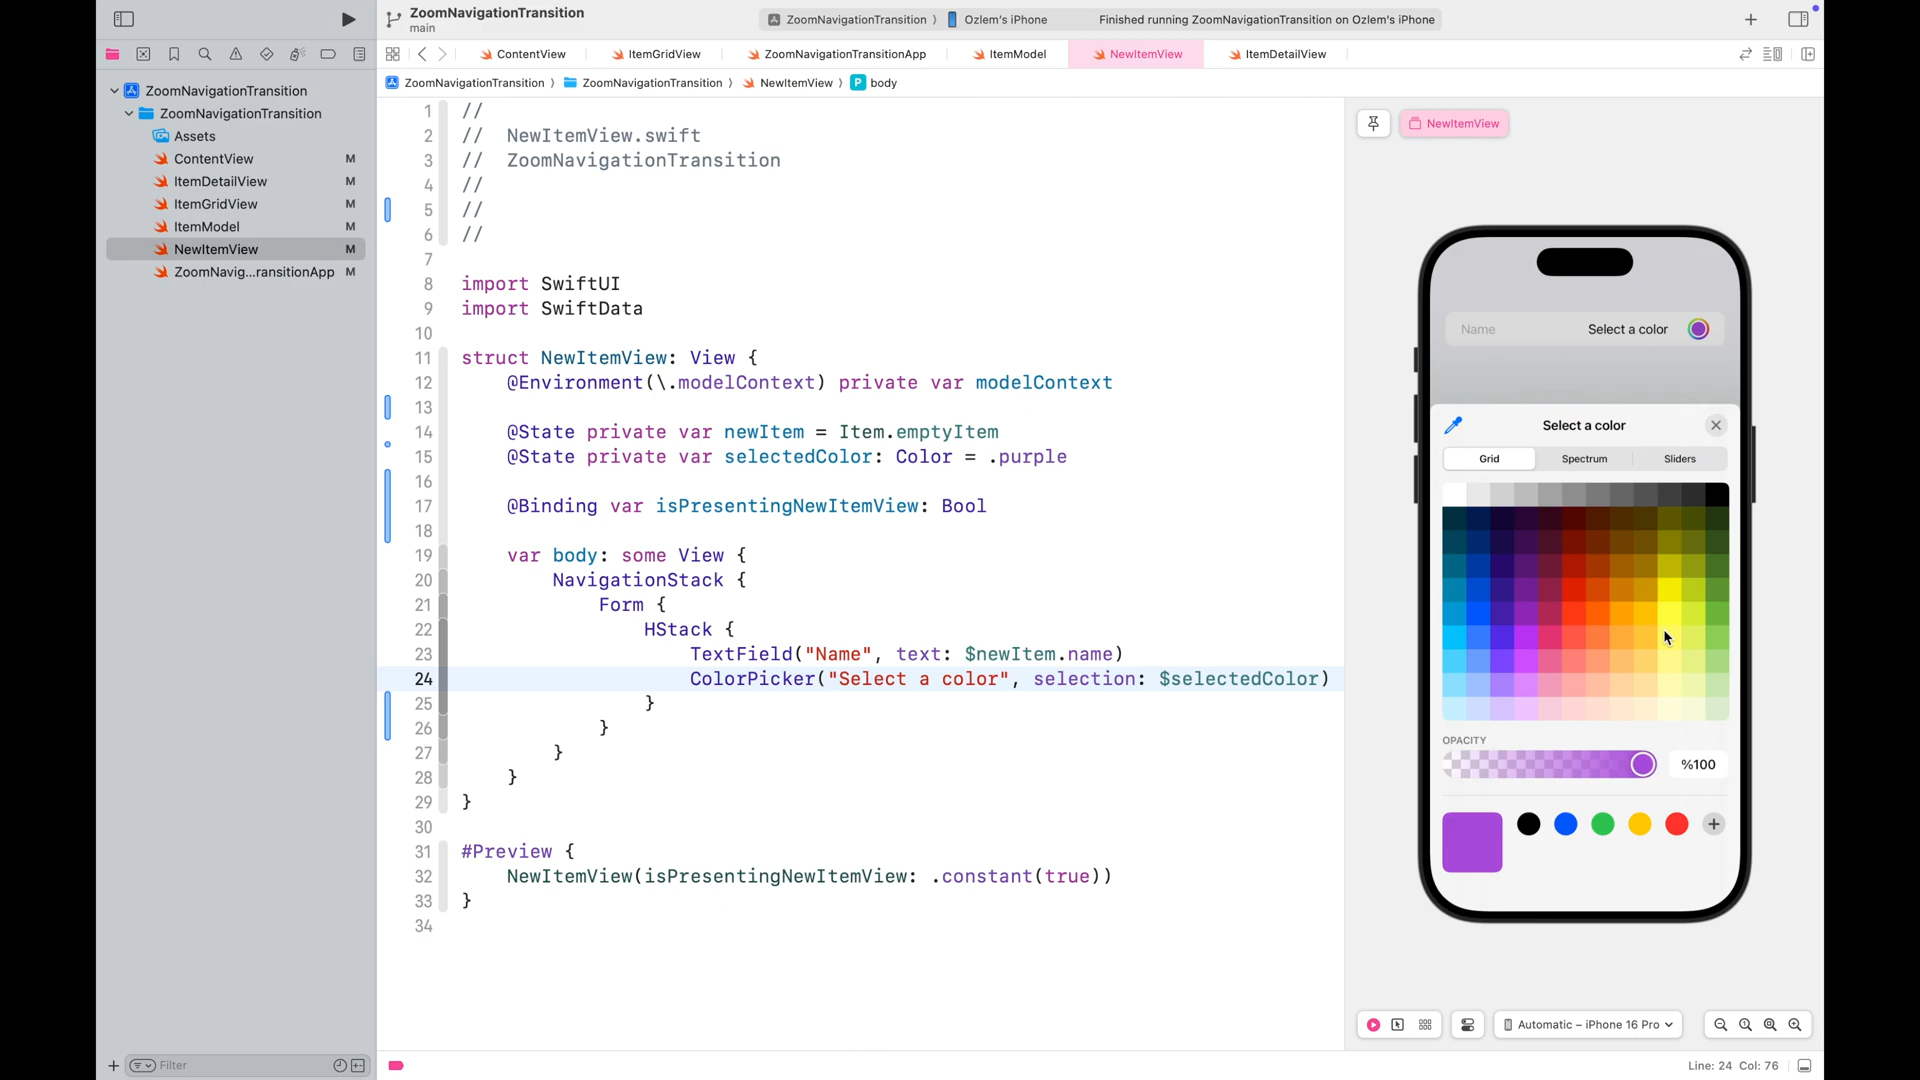 ZoomNavigationTransition
main
ZoomNavigationTransition 〉 Ozlem's iPhone
Finished running ZoomNavigationTransition on Ozlem's iPhone
ContentView
ItemGridView
ZoomNavigationTransitionApp
ItemModel
NewItemView
ItemDetailView
ZoomNavigationTransition 〉 ZoomNavigationTransition 〉 NewItemView 〉 P body
ZoomNavigationTransition
ZoomNavigationTransition
Assets
ContentView M
ItemDetailView M
ItemGridView M
ItemModel M
NewItemView M
ZoomNavig...ransitionApp M
Filter
1 //
2 // NewItemView.swift
3 // ZoomNavigationTransition
4 //
5 //
6 //
7
8 import SwiftUI
9 import SwiftData
10
11 struct NewItemView: View {
12 @Environment(\.modelContext) private var modelContext
13
14 @State private var newItem = Item.emptyItem
15 @State private var selectedColor: Color = .purple
16
17 @Binding var isPresentingNewItemView: Bool
18
19 var body: some View {
20 NavigationStack {
21 Form {
22 HStack {
23 TextField("Name", text: $newItem.name)
24 ColorPicker("Select a color", selection: $selectedColor)
25 }
26 }
27 }
28 }
29 }
30
31 #Preview {
32 NewItemView(isPresentingNewItemView: .constant(true))
33 }
34
NewItemView
Name Select a color
Select a color
Grid Spectrum Sliders
OPACITY
%100
Automatic – iPhone 16 Pro
Line: 24 Col: 76